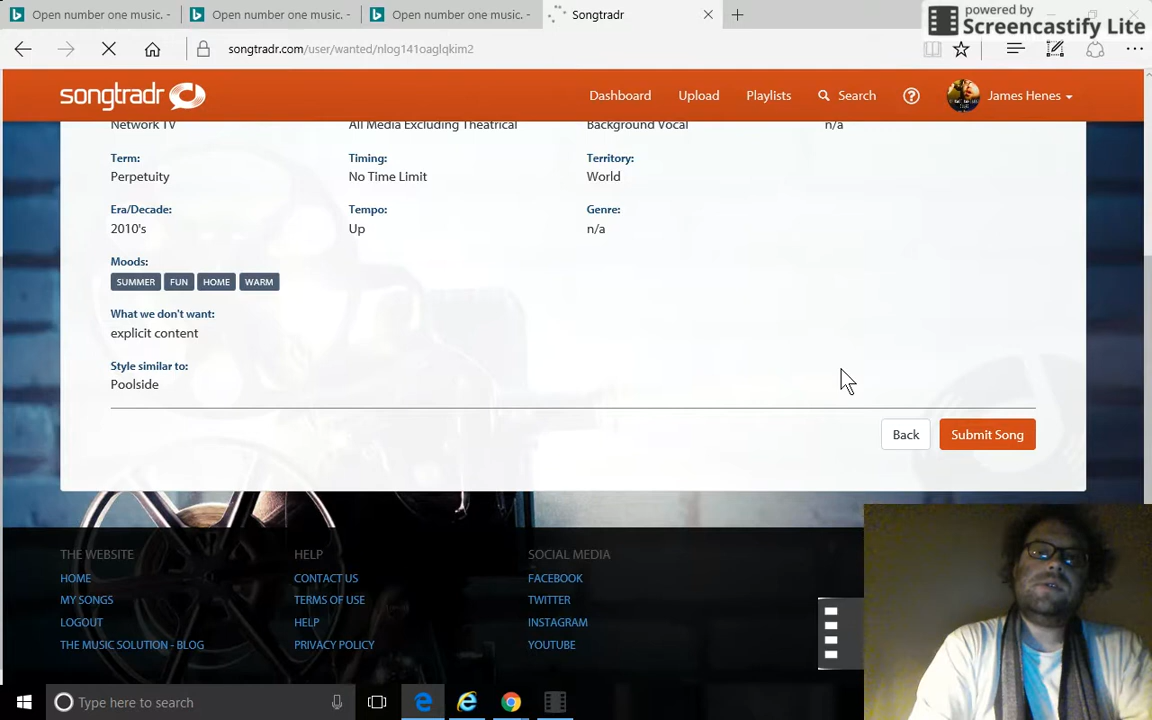 Open number one music. -
Open number one music. -
Open number one music. -
Songtradr
powered by
Screencastify Lite
songtradr.com/user/wanted/nlog141oaglqkim2
songtradr
Dashboard
Upload
Playlists
Search
James Henes
Network TV
All Media Excluding Theatrical
Background Vocal
n/a
Term:
Timing:
Territory:
Perpetuity
No Time Limit
World
Era/Decade:
Tempo:
Genre:
2010's
Up
n/a
Moods:
SUMMER
FUN
HOME
WARM
What we don't want:
explicit content
Style similar to:
Poolside
Back
Submit Song
THE WEBSITE
HELP
SOCIAL MEDIA
HOME
CONTACT US
FACEBOOK
MY SONGS
TERMS OF USE
TWITTER
LOGOUT
HELP
INSTAGRAM
THE MUSIC SOLUTION - BLOG
PRIVACY POLICY
YOUTUBE
Type here to search